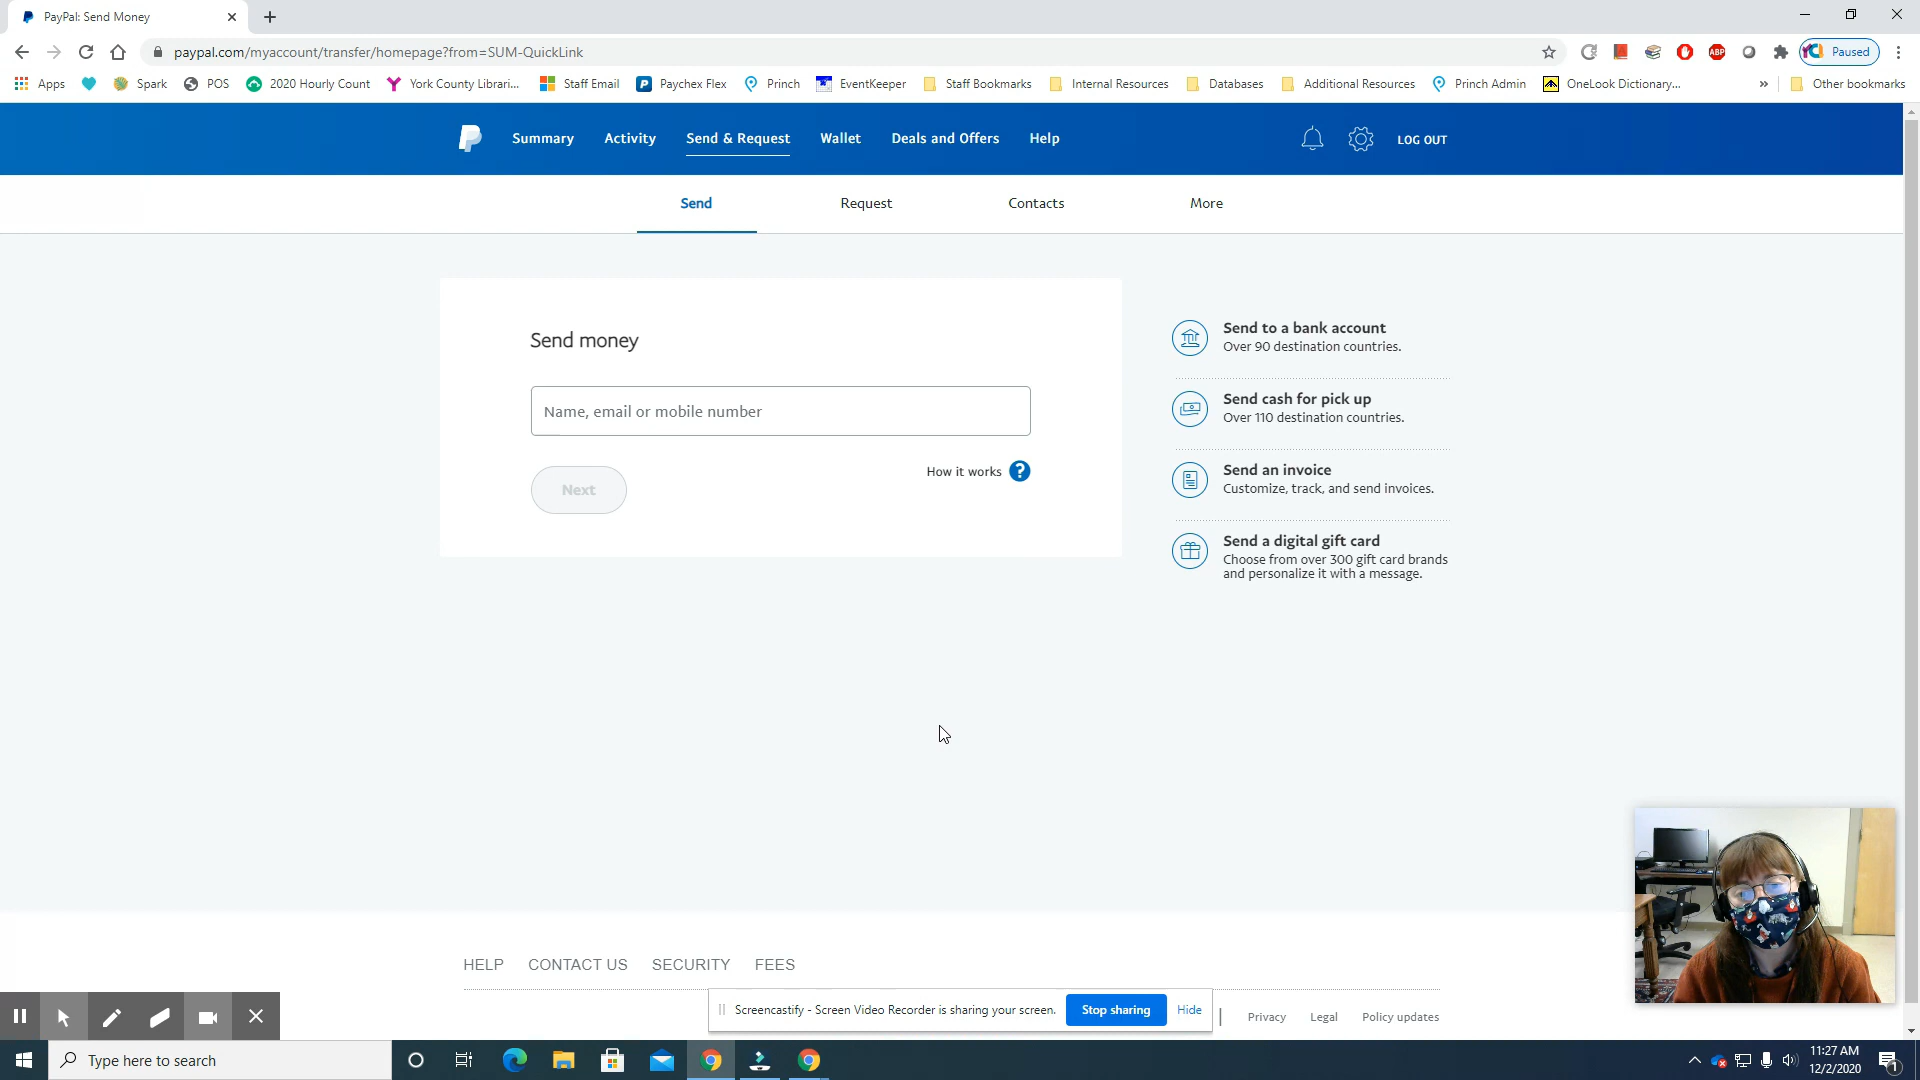 PayPal: Send Money
paypal.com/myaccount/transfer/homepage?from=SUM-QuickLink
ABP
Paused
Apps
Spark
POS
2020 Hourly Count
York County Librari...
Staff Email
Paychex Flex
Princh
EventKeeper
Staff Bookmarks
Internal Resources
Databases
Additional Resources
Princh Admin
OneLook Dictionary...
»
Other bookmarks
Summary
Activity
Send & Request
Wallet
Deals and Offers
Help
LOG OUT
Send
Request
Contacts
More
Send money
Name, email or mobile number
Next
How it works ?
Send to a bank account
Over 90 destination countries.
Send cash for pick up
Over 110 destination countries.
Send an invoice
Customize, track, and send invoices.
Send a digital gift card
Choose from over 300 gift card brands
and personalize it with a message.
HELP
CONTACT US
SECURITY
FEES
Screencastify - Screen Video Recorder is sharing your screen.
Stop sharing
Hide
Privacy
Legal
Policy updates
Type here to search
11:27 AM
12/2/2020
1